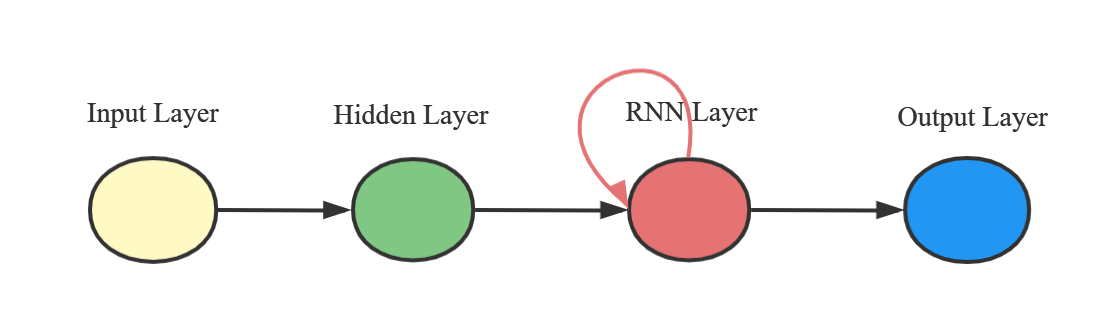 Input Layer
Hidden Layer
RNN Layer
Output Layer